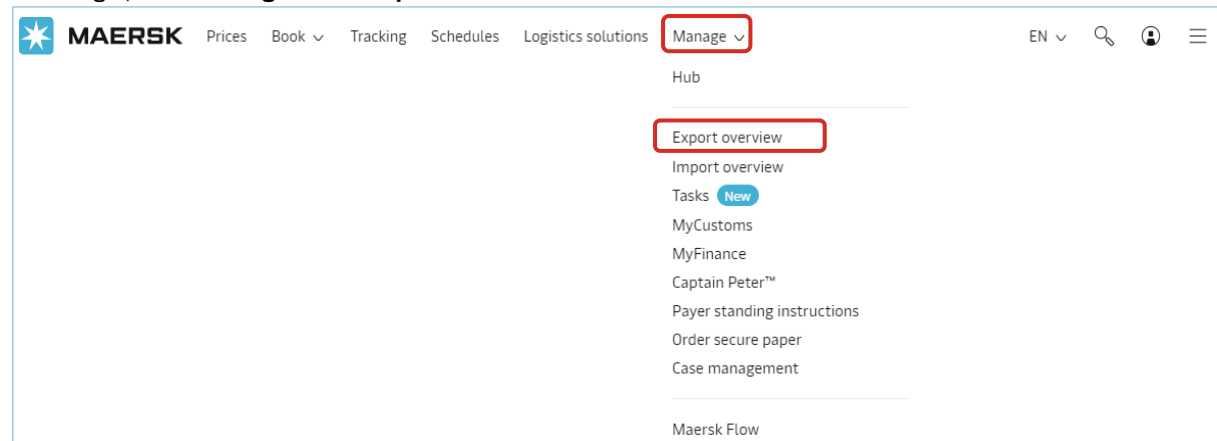 MAERSK Prices Book Tracking Schedules Logistics solutions Manage EN
Hub
Export overview
Import overview
Tasks New
MyCustoms
MyFinance
Captain Peter™
Payer standing instructions
Order secure paper
Case management
Maersk Flow